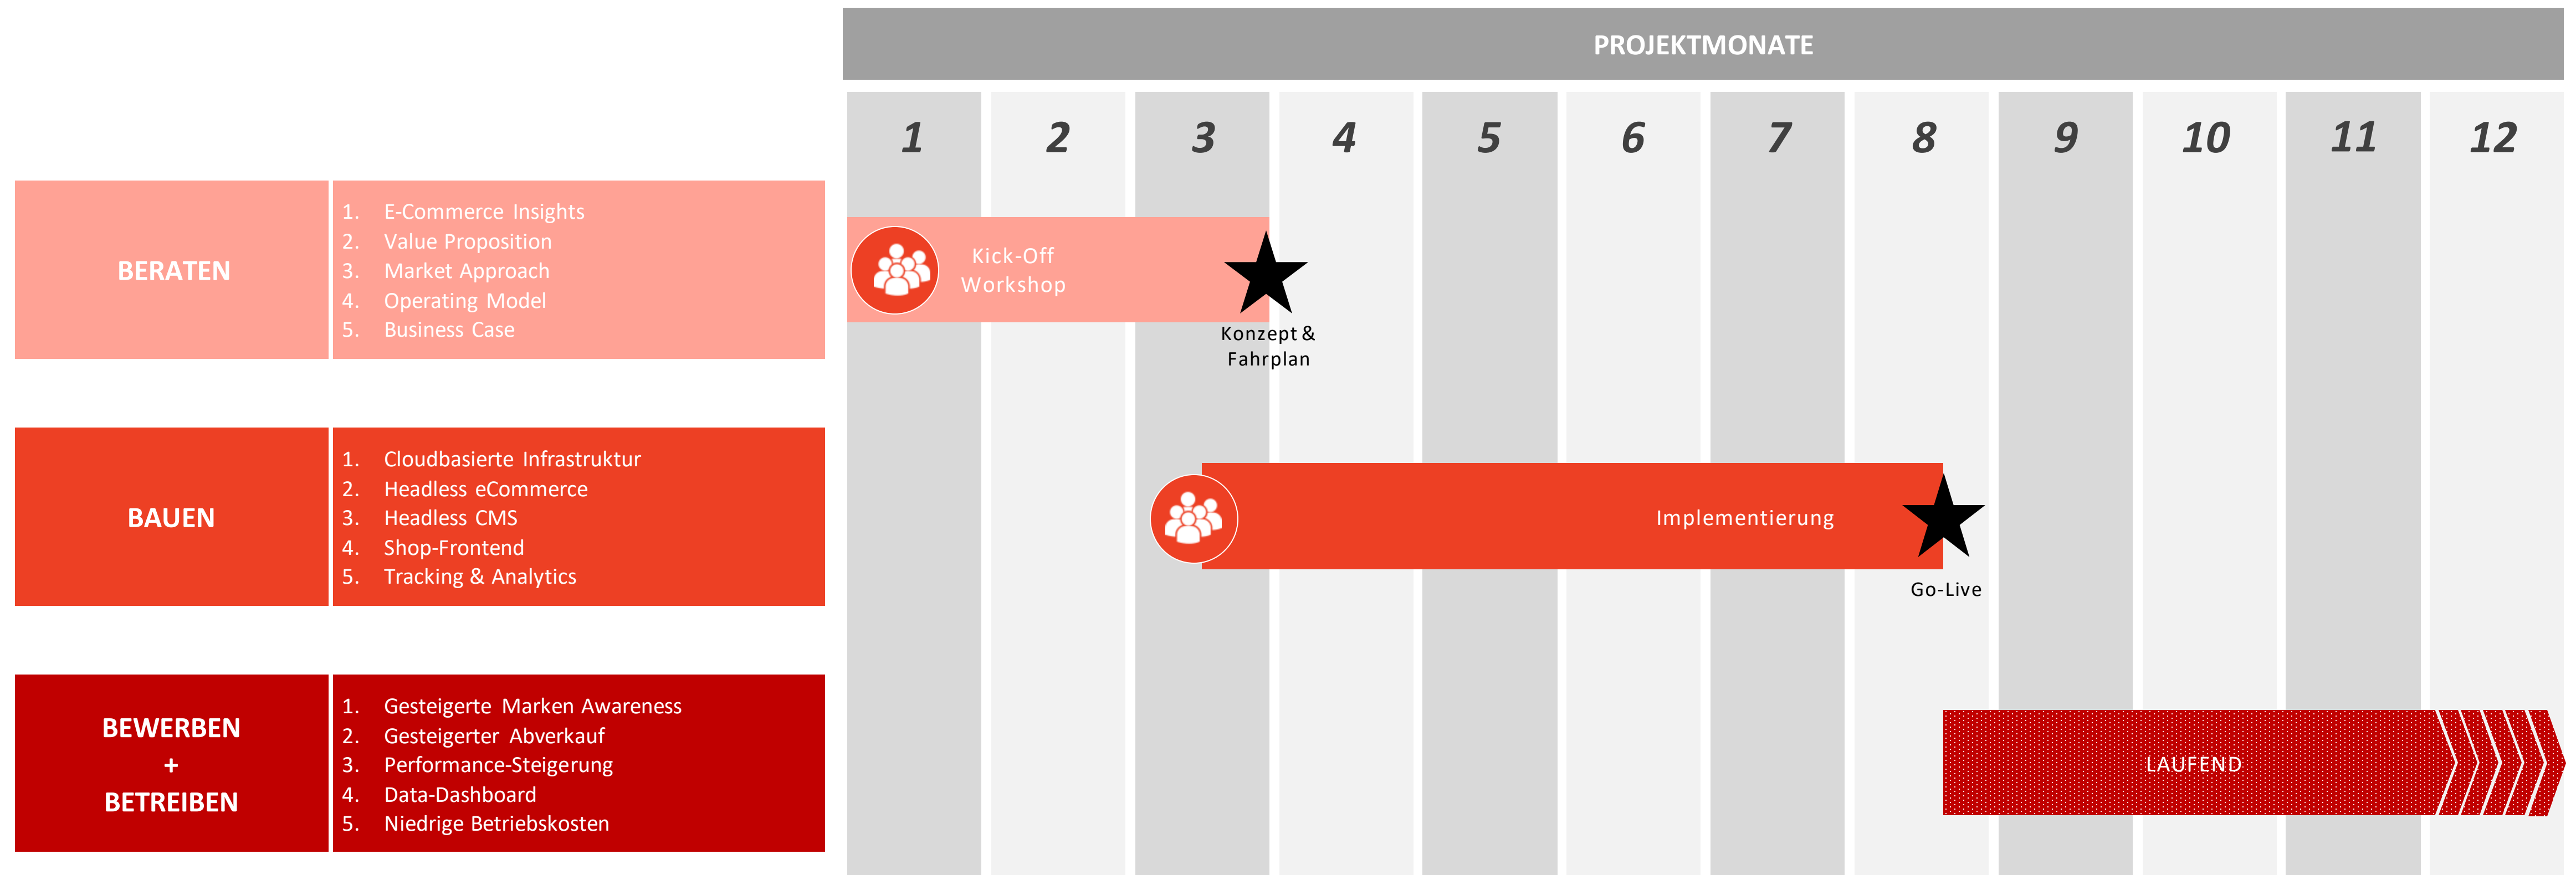 PROJEKTMONATE
1 2 3 4 5 6 7 8 9 10 11 12
BERATEN
1. E-Commerce Insights
2. Value Proposition
3. Market Approach
4. Operating Model
5. Business Case
Kick-Off
Workshop
Konzept &
Fahrplan
BAUEN
1. Cloudbasierte Infrastruktur
2. Headless eCommerce
3. Headless CMS
4. Shop-Frontend
5. Tracking & Analytics
Implementierung
Go-Live
BEWERBEN
+
BETREIBEN
1. Gesteigerte Marken Awareness
2. Gesteigerter Abverkauf
3. Performance-Steigerung
4. Data-Dashboard
5. Niedrige Betriebskosten
LAUFEND